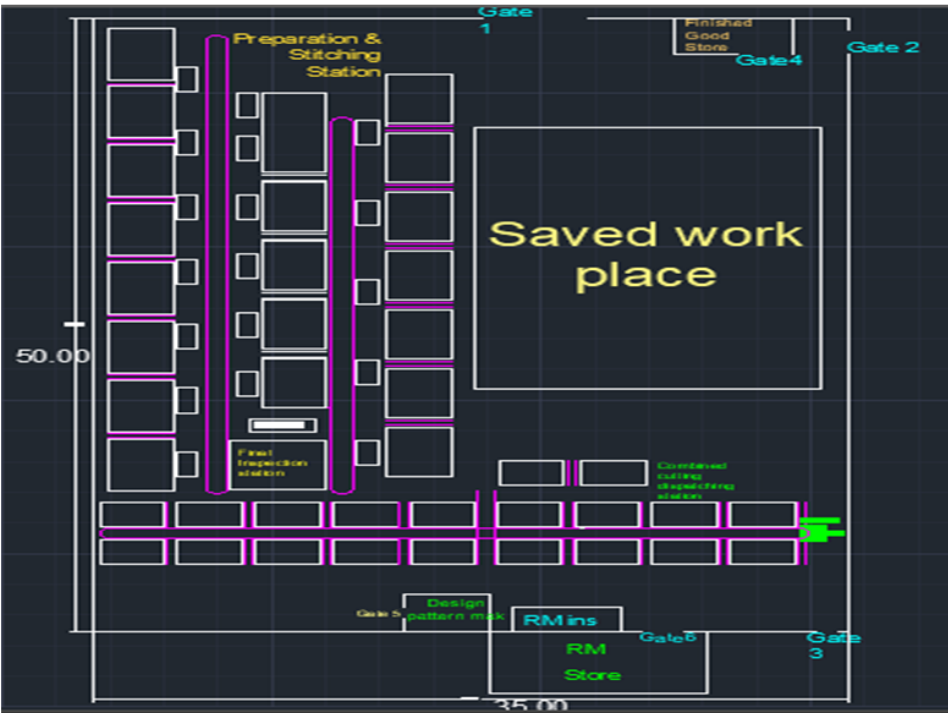 Gate
1
Finished
Good
Store
Gate4
Gate 2
Preparation &
Stitching
Station
Saved work
place
50.00
Final
Inspection
station
Combined
cutting
dispatching
station
Gate 5
Design
pattern mak
RM ins
Gate6
Gate
3
RM
Store
35.00